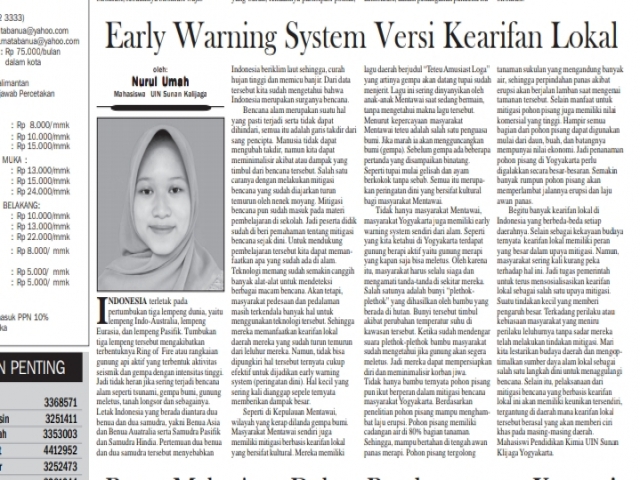 2 3333)
matabanua@yahoo.com
.matabanua@yahoo.com
: Rp 75.000/bulan
dalam kota
alimantan
wab Percetakan
: Rp 8.000/mmk
: Rp 10.000/mmk
: Rp 15.000/mmk
MUKA :
: Rp 13.000/mmk
: Rp 15.000/mmk
: Rp 24.000/mmk
BELAKANG:
: Rp 10.000/mmk
: Rp 13.000/mmk
: Rp 22.000/mmk
: Rp 8.000/ mmk
: Rp 5.000/ mmk
: Rp 5.000/ mmk
suk PPN 10%
N PENTING
3368571
sin 3251411
ah 3353003
t 4412952
r 3252473
Early Warning System Versi Kearifan Lokal
oleh:
Nurul Umah
Mahasiswa UIN Sunan Kalijaga
INDONESIA terletak pada
pertumbukan tiga lempeng dunia, yaitu
lempeng Indo-Australia, lempeng
Eurasia, dan lempeng Pasifik. Tumbukan
tiga lempeng tersebut mengakibatkan
terbentuknya Ring of Fire atau rangkaian
gunung api aktif yang terbentuk aktivitas
seismik dan gempa dengan intensitas tinggi.
Jadi tidak heran jika sering terjadi bencana
alam seperti tsunami, gempa bumi, gunung
meletus, tanah longsor dan sebagainya.
Letak Indonesia yang berada diantara dua
benua dan dua samudra, yakni Benua Asia
dan Benua Australia serta Samudra Pasifik
dan Samudra Hindia. Pertemuan dua benua
dan dua samudra tersebut menyebabkan
Indonesia beriklim laut sehingga, curah
hujan tinggi dan memicu banjir. Dari data
tersebut kita sudah mengetahui bahwa
Indonesia merupakan surganya bencana.
Bencana alam merupakan suatu hal
yang pasti terjadi serta tidak dapat
dihindari, semua itu adalah garis takdir dari
sang pencipta. Manusia tidak dapat
mengubah takdir, namun kita dapat
meminimalisir akibat atau dampak yang
timbul dari bencana tersebut. Salah satu
caranya dengan melakukan mitigasi
bencana yang sudah diajarkan turun
temurun oleh nenek moyang. Mitigasi
bencana pun sudah masuk pada materi
pembelajaran di sekolah. Jadi peserta didik
sudah di beri pemahaman tentang mitigasi
bencana sejak dini. Untuk mendukung
pembelajaran tersebut kita dapat meman-
faatkan apa yang sudah ada di alam.
Teknologi memang sudah semakin canggih
banyak alat-alat untuk mendeteksi
berbagai macam bencana. Akan tetapi,
masyarakat pedesaan dan pedalaman
masih terkendala banyak hal untuk
menggunakan teknologi tersebut. Sehingga
mereka memanfaatkan kearifan lokal
daerah mereka yang sudah turun temurun
dari leluhur mereka. Namun, tidak bisa
dipungkiri hal tersebut ternyata cukup
efektif untuk dijadikan early warning
system (peringatan dini). Hal kecil yang
sering kali dianggap sepele ternyata
memberikan dampak besar.
Seperti di Kepulauan Mentawai,
wilayah yang kerap dilanda gempa bumi.
Masyarakat Mentawai sendiri juga
memiliki mitigasi berbasis kearifan lokal
yang bersifat kultural. Mereka memiliki
lagu daerah berjudul "Teteu Amusiast Loga"
yang artinya gempa akan datang tupai sudah
menjerit. Lagu ini sering dinyanyikan oleh
anak-anak Mentawai saat sedang bermain,
tanpa mengetahui makna lagu tersebut.
Menurut kepercayaan masyarakat
Mentawai teteu adalah salah satu penguasa
bumi. Jika marah ia akan mengguncangkan
bumi (gempa). Sebelum gempa ada beberapa
pertanda yang disampaikan binatang.
Seperti tupai mulai gelisah dan ayam
berkokok tanpa sebab. Semua itu merupa-
kan peringatan dini yang bersifat kultural
bagi masyarakat Mentawai.
Tidak hanya masyarakat Mentawai,
masyarakat Yogyakarta juga memiliki early
warning system sendiri dari alam. Seperti
yang kita ketahui di Yogyakarta terdapat
gunung berapi aktif yaitu gunung merapi
yang kapan saja bisa meletus. Oleh karena
itu, masyarakat harus selalu siaga dan
mengamati tanda-tanda di sekitar mereka.
Salah satunya adalah bunyi "plethok-
plethok" yang dihasilkan oleh bambu yang
berada di hutan. Bunyi tersebut timbul
akibat perubahan temperatur suhu di
kawasan tersebut. Ketika sudah mendengar
suara plethok-plethok bambu masyarakat
sudah mengetahui jika gunung akan segera
meletus. Jadi mereka dapat mempersiapkan
diri dan meminimalisir korban jiwa.
Tidak hanya bambu ternyata pohon pisang
pun ikut berperan dalam mitigasi bencana
masyarakat Yogyakarta. Berdasarkan
penelitian pohon pisang mampu mengham-
bat laju erupsi. Pohon pisang memiliki
cadangan air di 80% bagian tanaman.
Sehingga, mampu bertahan di tengah awan
panas merapi. Pohon pisang tergolong
tanaman sukulen yang mengandung banyak
air, sehingga perpindahan panas akibat
erupsi akan berjalan lamban saat mengenai
tanaman tersebut. Selain manfaat untuk
mitigasi pohon pisang juga memiliki nilai
komersial yang tinggi. Hampir semua
bagian dari pohon pisang dapat digunakan
mulai dari daun, buah, dan batangnya
mempunyai nilai ekonomi. Jadi penanaman
pohon pisang di Yogyakarta perlu
digalakkan secara besar-besaran. Semakin
banyak rumpun pohon pisang akan
memperlambat jalannya erupsi dan laju
awan panas.
Begitu banyak kearifan lokal di
Indonesia yang berbeda-beda setiap
daerahnya. Selain sebagai kekayaan budaya
ternyata kearifan lokal memiliki peran
yang besar dalam upaya mitigasi. Naman,
masyarakat sering kali kurang peka
terhadap hal ini. Jadi tugas pemerintah
untuk terus mensosialisasikan kearifan
lokal sebagai salah satu upaya mitigasi.
Suatu tindakan kecil yang memberi
pengaruh besar. Terkadang perilaku atau
kebiasaan masyarakat yang meniru
perilaku leluhurnya tanpa sadar mereka
telah melakukan tindakan mitigasi. Mari
kita lestarikan budaya daerah dan mengop-
timalkan sumber daya alam lokal sebagai
salah satu langkah dini untuk menanggulangi
bencana. Selain itu, pelaksanaan dari
mitigasi bencana yang berbasis kearifan
lokal ini akan memiliki keunikan tersendiri,
tergantung di daerah mana kearifan lokal
tersebut berasal yang akan memberi ciri
khas pada masing-masing daerah.
Mahasiswi Pendidikan Kimia UIN Sunan
Klijaga Yogyakarta.